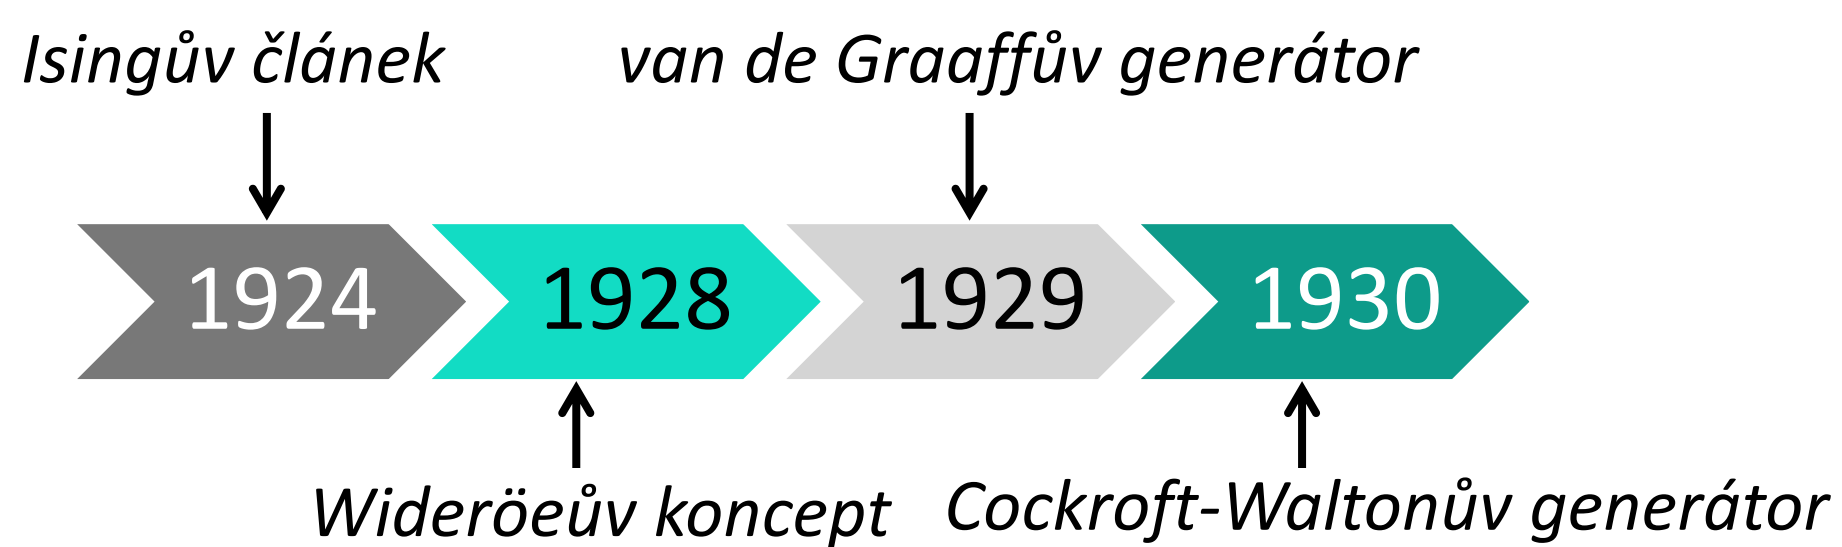 Isingův článek
van de Graaffův generátor
1924
1928
1929
1930
Wideröeův koncept
Cockroft-Waltonův generátor